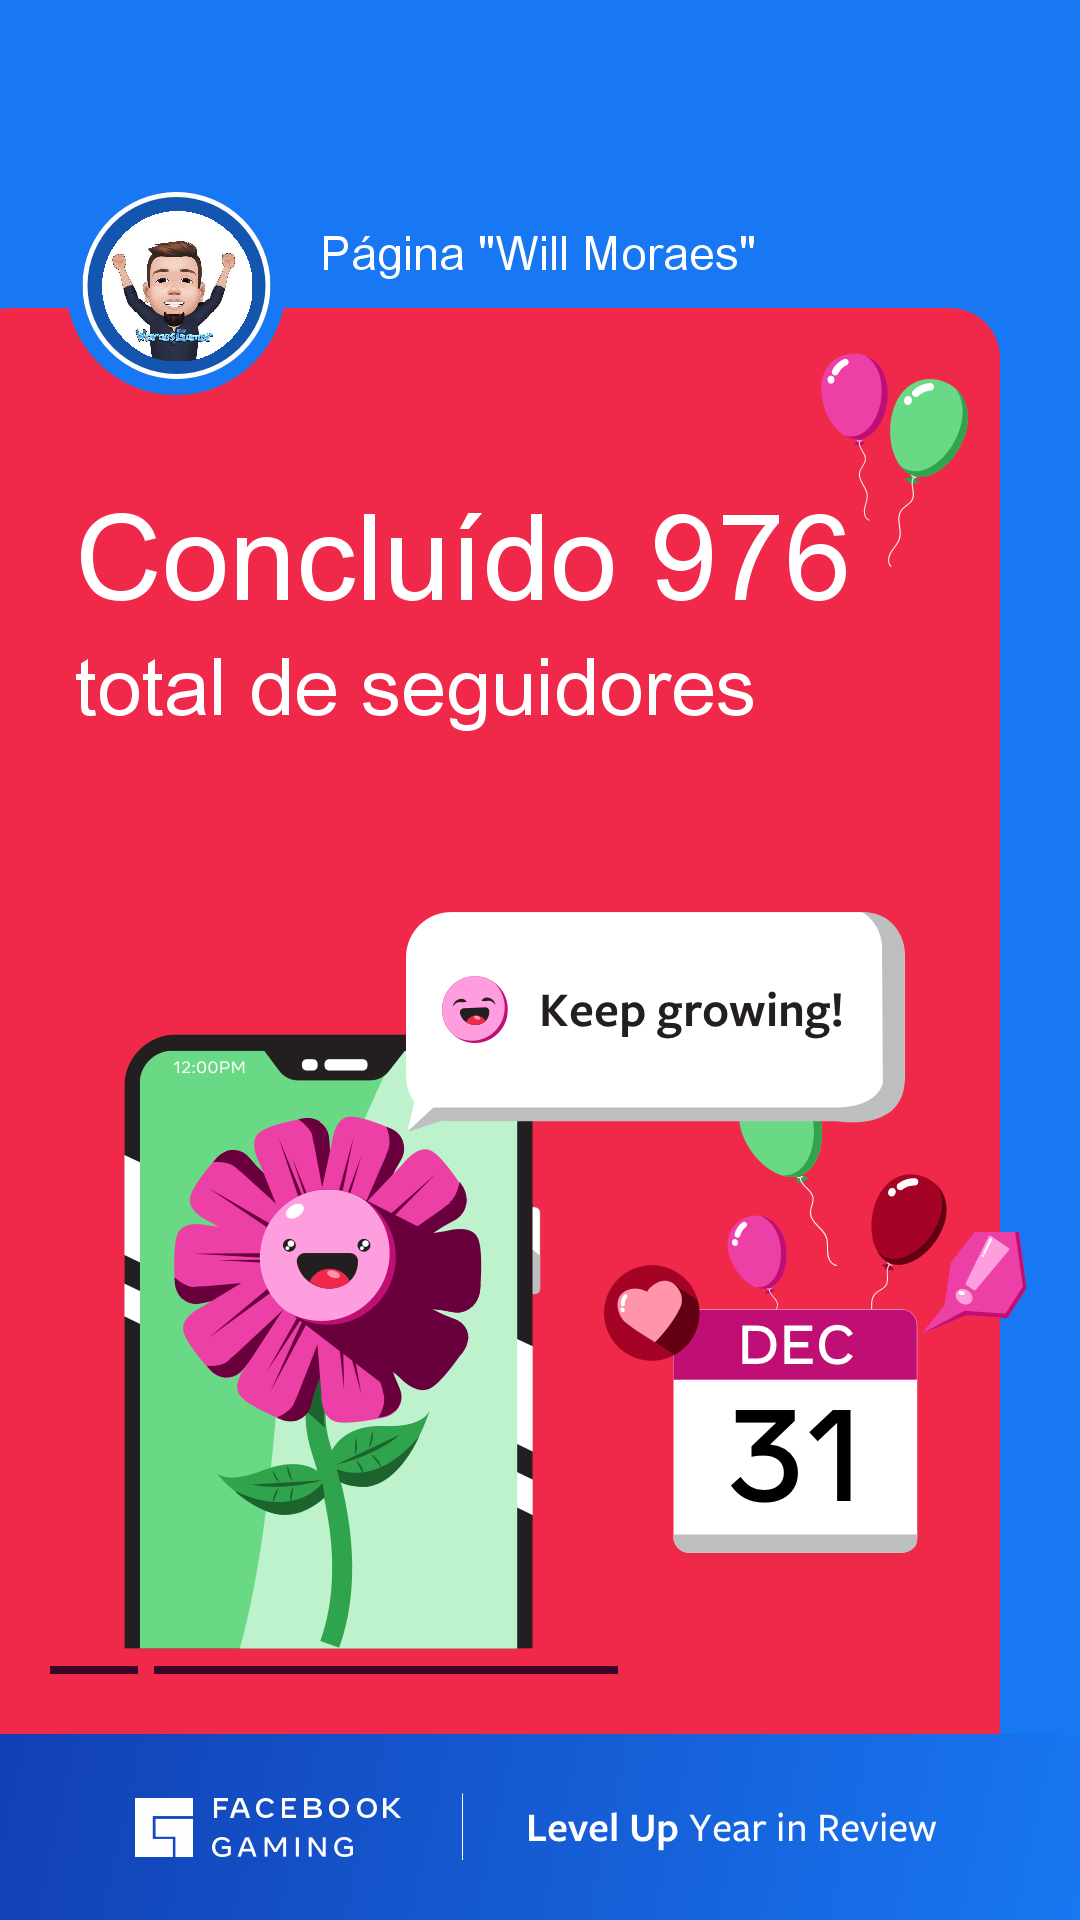 Página "Will Moraes"
MoraesGamer
Concluído 976
total de seguidores
Keep growing!
12:00PM
DEC
31
FACEBOOK
GAMING
Level Up Year in Review